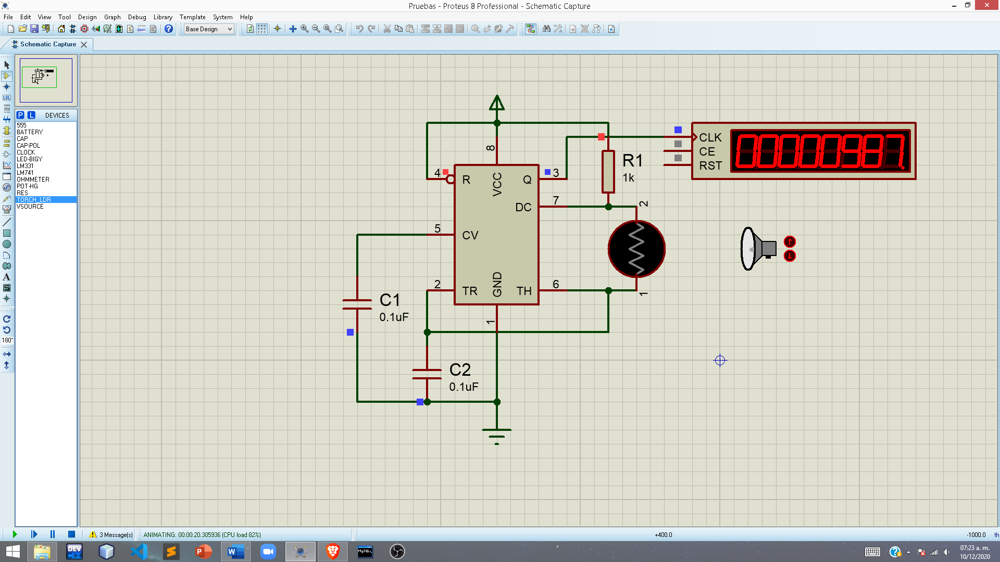 Pruebas - Proteus 8 Professional - Schematic Capture
File Edit View Tool Design Graph Debug Library Template System Help
Base Design
Schematic Capture
P L DEVICES
555
BATTERY
CAP
CAP-POL
CLOCK
LED-BIGY
LM331
LM741
OHMMETER
POT-HG
RES
TORCH_LDR
VSOURCE
LBL
A
S
180°
8
4
R
VCC
Q
3
DC
7
5
CV
2
TR
GND
TH
6
1
R1
1k
2
1
C1
0.1uF
C2
0.1uF
CLK
CE
RST
00000987.
3 Message(s)
ANIMATING: 00:00:20.305936 (CPU load 82%)
+400.0
-1000.0
th
DEV
C++
P
W
MySQL
07:23 a. m.
10/12/2020